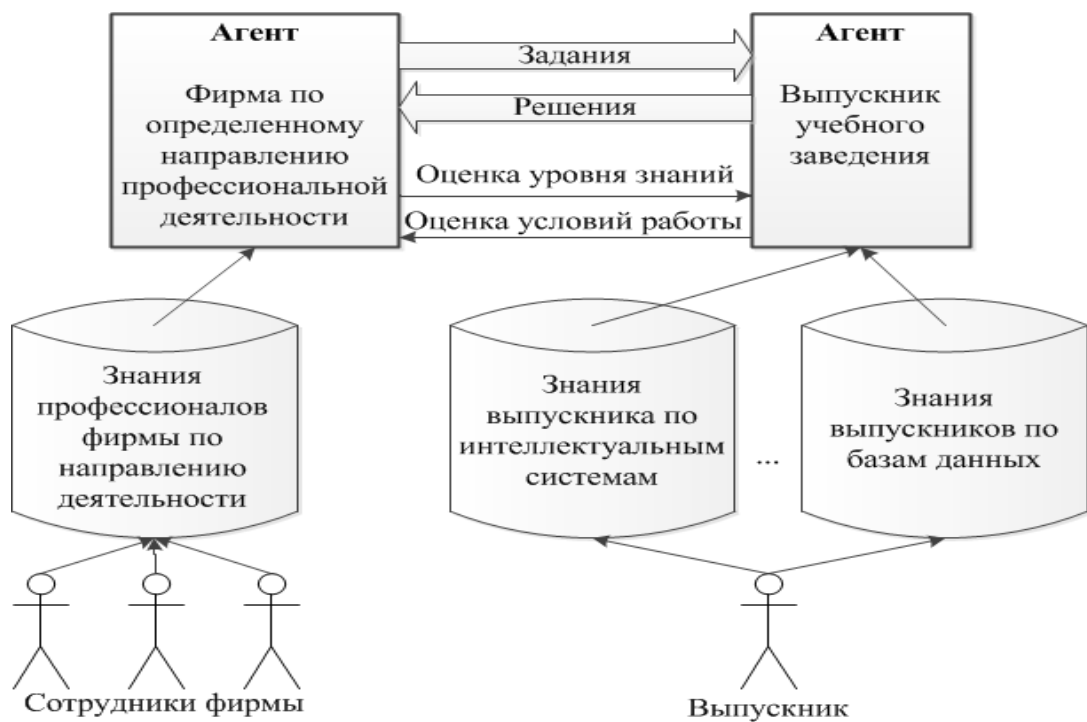 Агент
Фирма по
определенному
направлению
профессиональной
деятельности
Задания
Решения
Оценка уровня знаний
Оценка условий работы
Агент
Выпускник
учебного
заведения
Знания
профессионалов
фирмы по
направлению
деятельности
Знания
выпускника по
интеллектуальным
системам
...
Знания
выпускников по
базам данных
Сотрудники фирмы
Выпускник